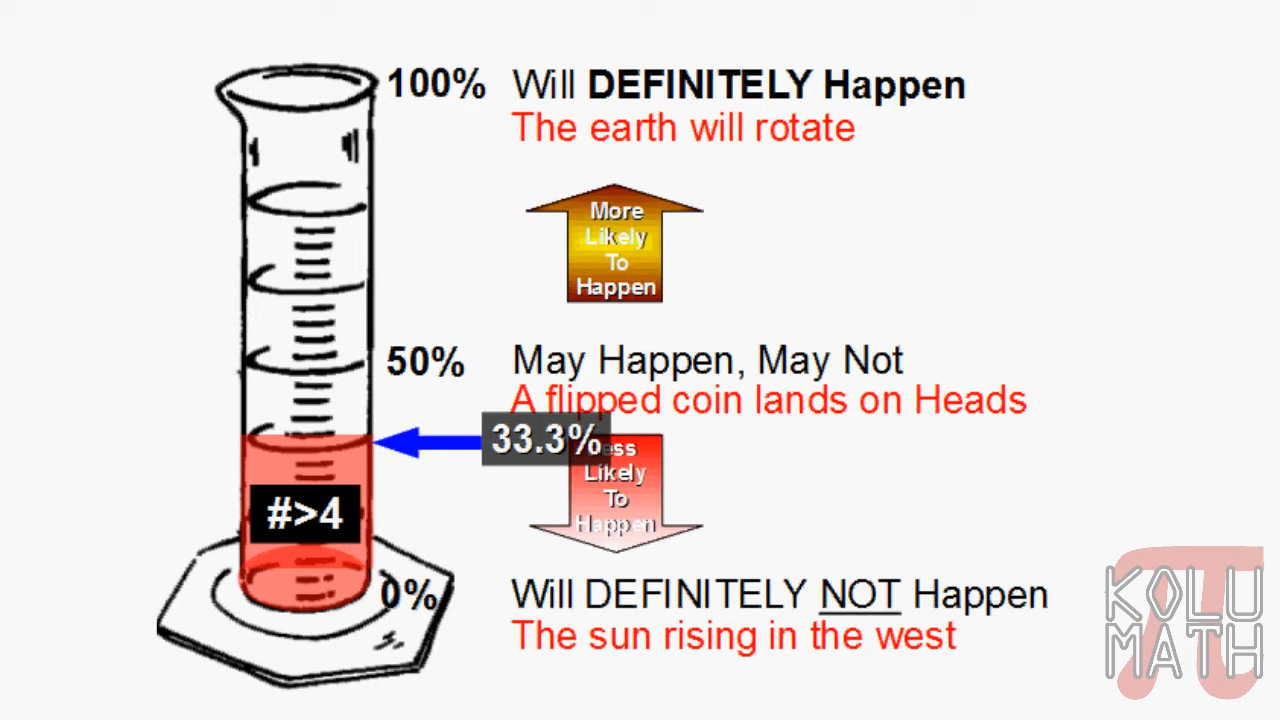 100% Will DEFINITELY Happen
The earth will rotate
More
Likely
To
Happen
50% May Happen, May Not
A flipped coin lands on Heads
33.3%
ess
Likely
To
Happen
#>4
0% Will DEFINITELY NOT Happen
The sun rising in the west
KOLU
MATH
π